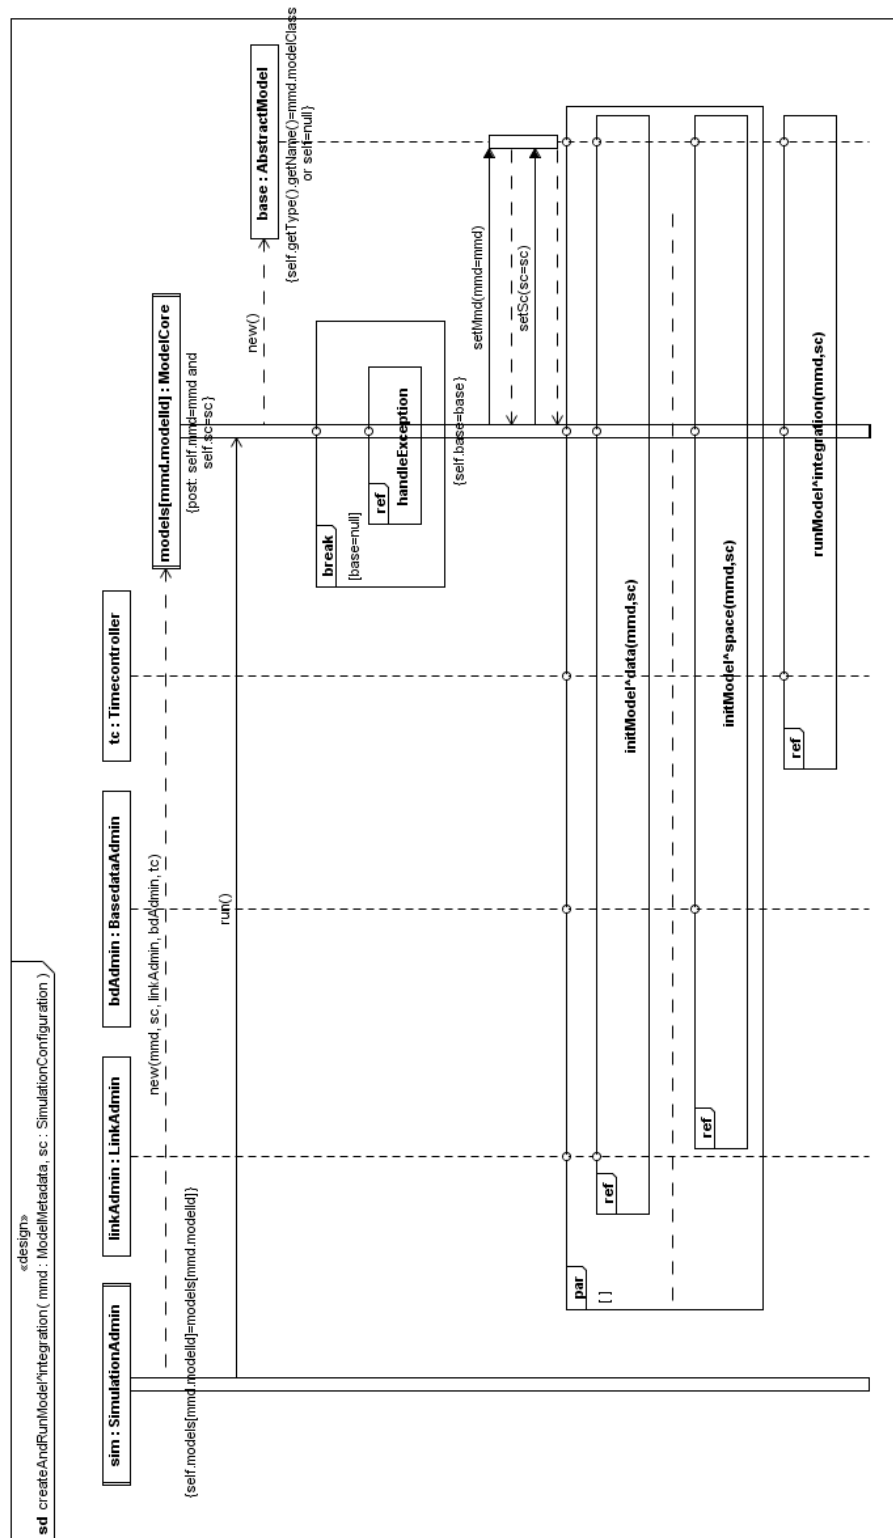 «design»
sd createAndRunModel^integration( mmd : ModelMetadata, sc : SimulationConfiguration )
sim : SimulationAdmin
linkAdmin : LinkAdmin
bdAdmin : BasedataAdmin
tc : Timecontroller
new(mmd, sc, linkAdmin, bdAdmin, tc)
models[mmd.modelId] : ModelCore
{self.models[mmd.modelId]=models[mmd.modelId]}
{post: self.mmd=mmd and
self.sc=sc}
run()
new()
base : AbstractModel
{self.getType().getName()=mmd.modelClass
or self=null}
break
[base=null]
ref
handleException
{self.base=base}
setMmd(mmd=mmd)
setSc(sc=sc)
par
[ ]
ref
initModel^data(mmd,sc)
ref
initModel^space(mmd,sc)
ref
runModel^integration(mmd,sc)